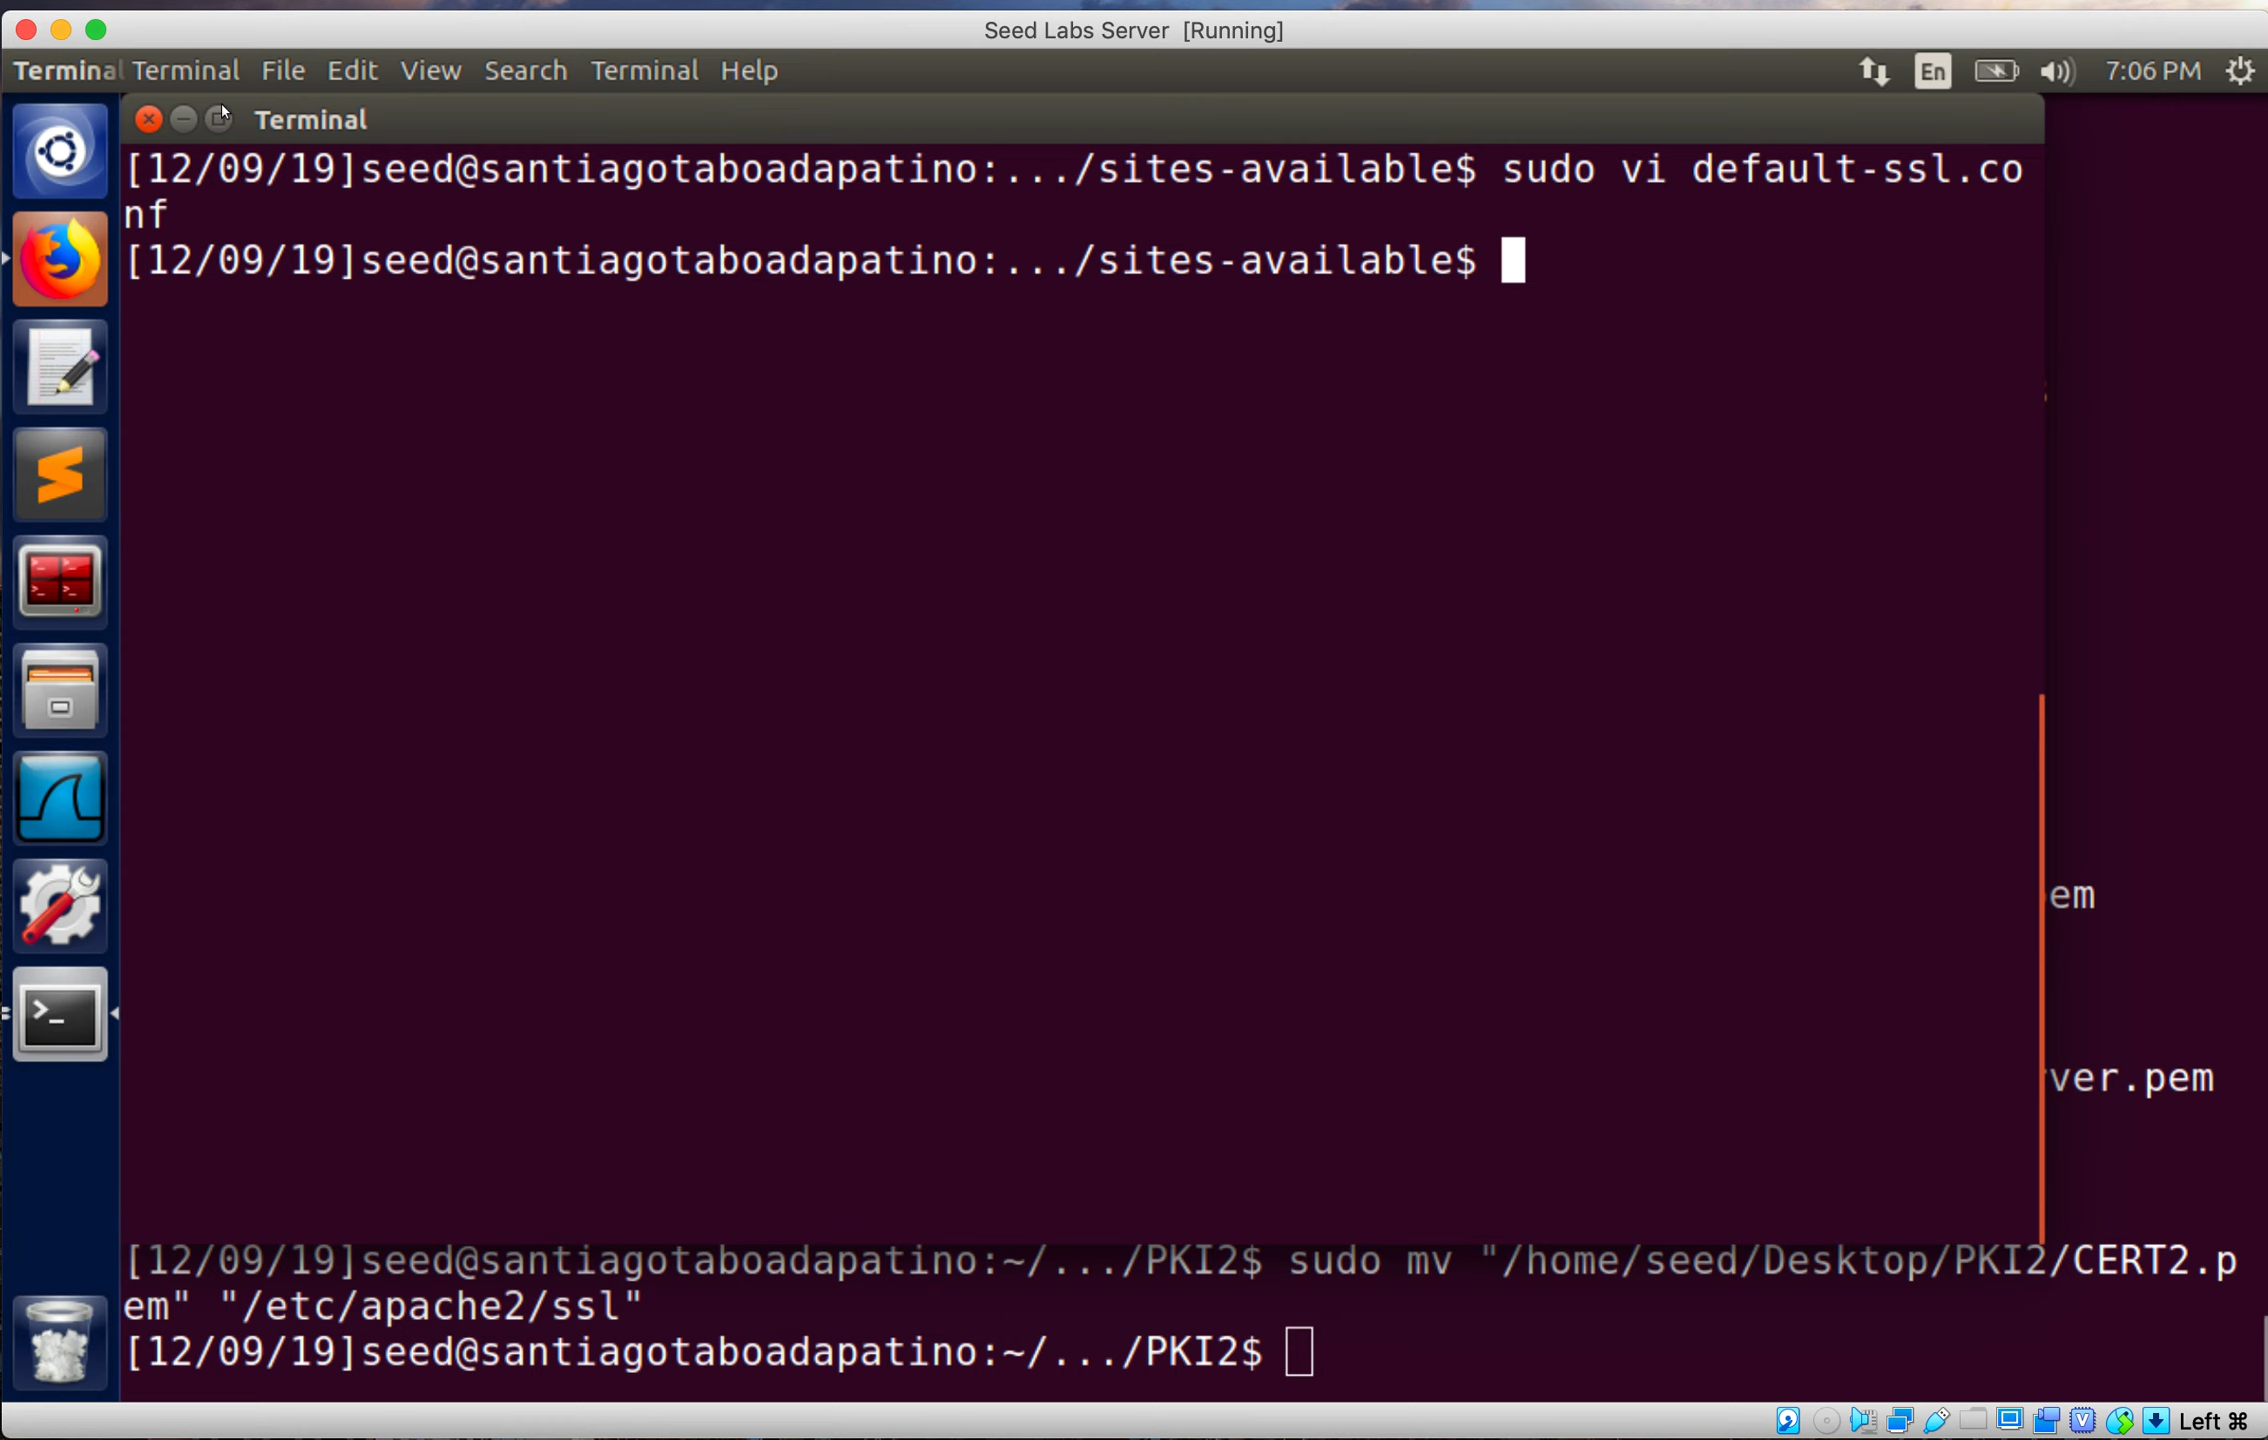 Seed Labs Server [Running]
Terminal Terminal File Edit View Search Terminal Help En 7:06 PM
Terminal
[12/09/19]seed@santiagotaboadapatino:.../sites-available$ sudo vi default-ssl.co
nf
[12/09/19]seed@santiagotaboadapatino:.../sites-available$
em
ver.pem
[12/09/19]seed@santiagotaboadapatino:~/.../PKI2$ sudo mv "/home/seed/Desktop/PKI2/CERT2.p
em" "/etc/apache2/ssl"
[12/09/19]seed@santiagotaboadapatino:~/.../PKI2$
Left ⌘